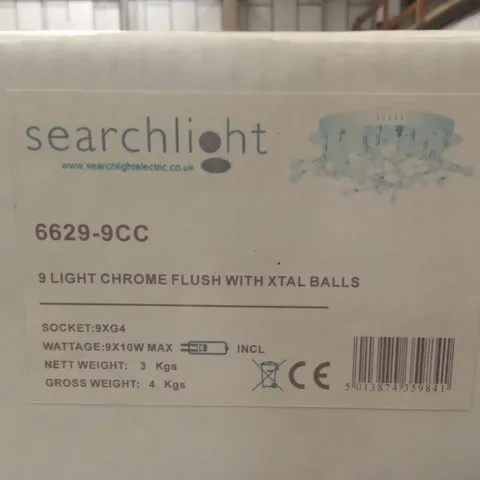 searchlight
www.searchlightelectric.co.uk
6629-9CC
9 LIGHT CHROME FLUSH WITH XTAL BALLS
SOCKET:9XG4
WATTAGE:9X10W MAX INCL
NETT WEIGHT: 3 Kgs
GROSS WEIGHT: 4 Kgs
CE
5 013874 359841